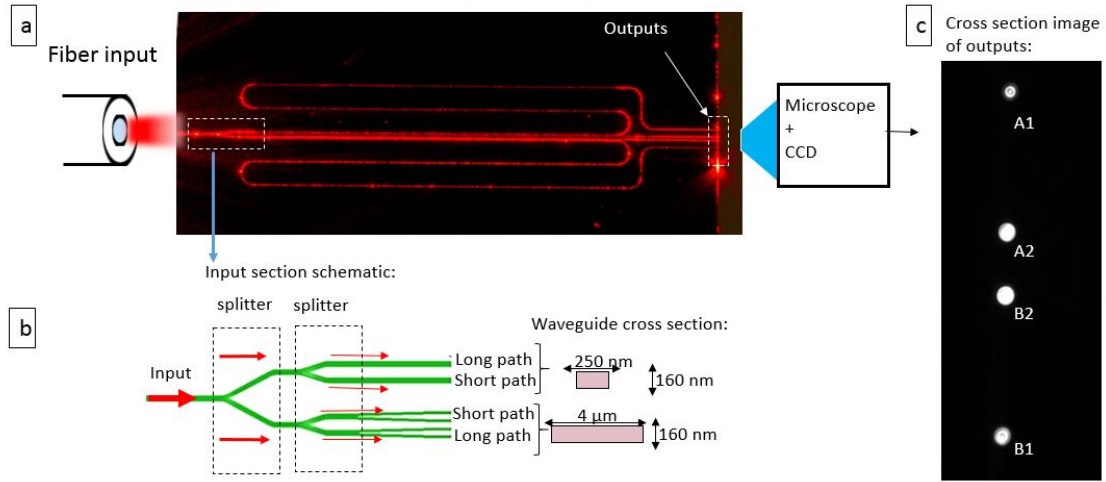 a
Fiber input
Outputs
Microscope
+
CCD
c
Cross section image
of outputs:
A1
A2
B2
B1
Input section schematic:
b
splitter
splitter
Input
Long path
Short path
Short path
Long path
Waveguide cross section:
250 nm
160 nm
4 µm
160 nm